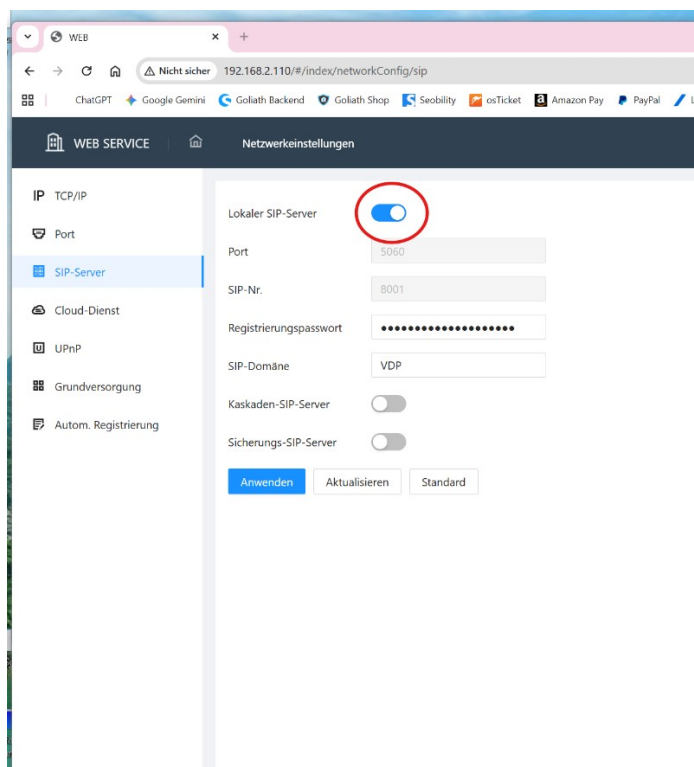 WEB
Nicht sicher 192.168.2.110/#/index/networkConfig/sip
ChatGPT Google Gemini Goliath Backend Goliath Shop Seobility osTicket Amazon Pay PayPal
WEB SERVICE Netzwerkeinstellungen
IP TCP/IP
Port
SIP-Server
Cloud-Dienst
UPnP
Grundversorgung
Autom. Registrierung
Lokaler SIP-Server
Port 5060
SIP-Nr. 8001
Registrierungspasswort ••••••••••••••••••••
SIP-Domäne VDP
Kaskaden-SIP-Server
Sicherungs-SIP-Server
Anwenden Aktualisieren Standard